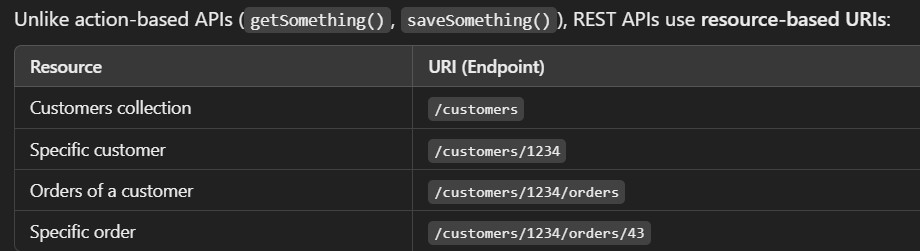 Unlike action-based APIs (getSomething(), saveSomething()), REST APIs use resource-based URIs:
Resource URI (Endpoint)
Customers collection /customers
Specific customer /customers/1234
Orders of a customer /customers/1234/orders
Specific order /customers/1234/orders/43